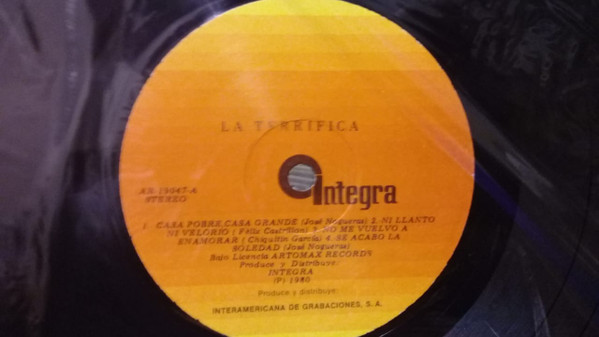 LA TERRIFICA
Integra
AR-19047-A
STEREO
1. CASA POBRE, CASA GRANDE (José Nogueras) 2. NI LLANTO
NI VELORIO (Félix Castrillón) 3. NO ME VUELVO A
ENAMORAR (Chiquitín García) 4. SE ACABO LA
SOLEDAD (José Nogueras)
Bajo Licencia ARTOMAX RECORDS
Produce y Distribuye:
INTEGRA
(P) 1980
Produce y distribuye:
INTERAMERICANA DE GRABACIONES, S.A.